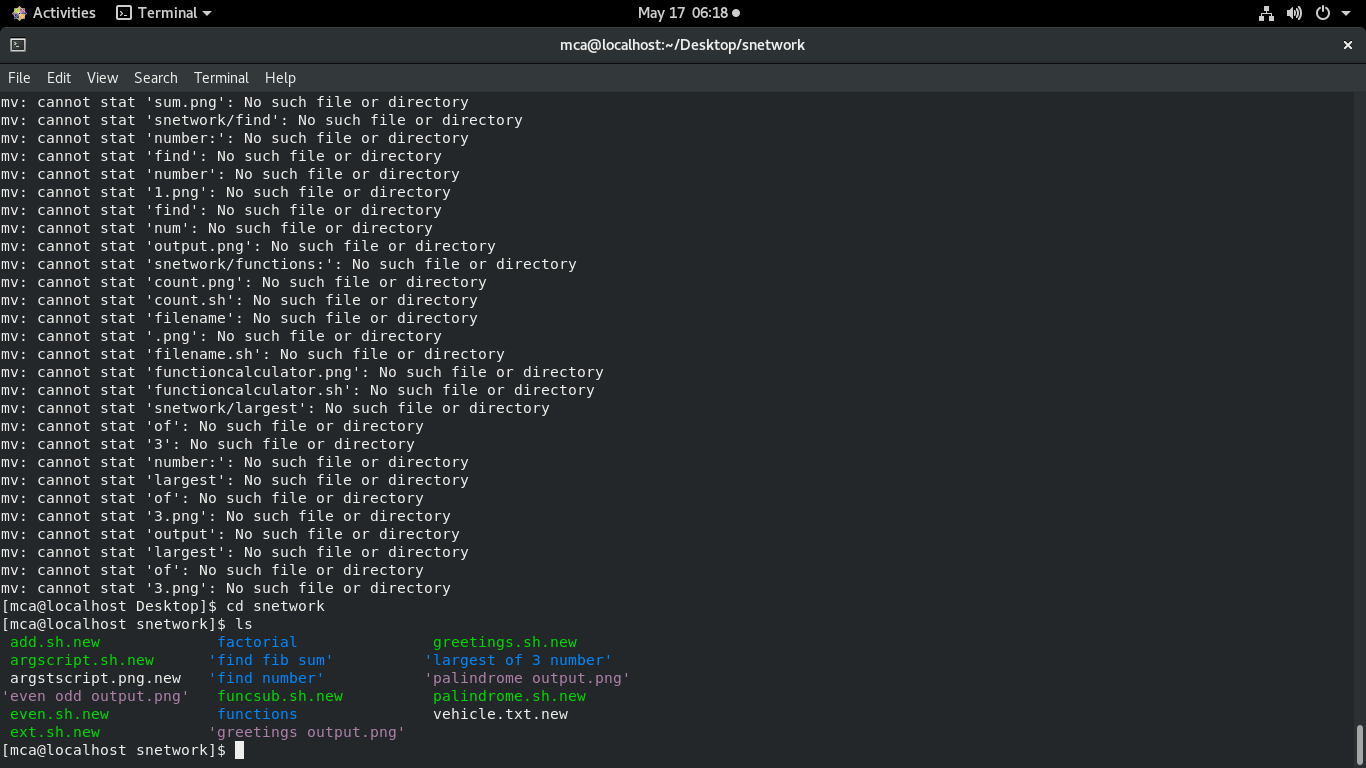 Activities Terminal May 17 06:18
mca@localhost:~/Desktop/snetwork
File Edit View Search Terminal Help
mv: cannot stat 'sum.png': No such file or directory
mv: cannot stat 'snetwork/find': No such file or directory
mv: cannot stat 'number:': No such file or directory
mv: cannot stat 'find': No such file or directory
mv: cannot stat 'number': No such file or directory
mv: cannot stat '1.png': No such file or directory
mv: cannot stat 'find': No such file or directory
mv: cannot stat 'num': No such file or directory
mv: cannot stat 'output.png': No such file or directory
mv: cannot stat 'snetwork/functions:': No such file or directory
mv: cannot stat 'count.png': No such file or directory
mv: cannot stat 'count.sh': No such file or directory
mv: cannot stat 'filename': No such file or directory
mv: cannot stat '.png': No such file or directory
mv: cannot stat 'filename.sh': No such file or directory
mv: cannot stat 'functioncalculator.png': No such file or directory
mv: cannot stat 'functioncalculator.sh': No such file or directory
mv: cannot stat 'snetwork/largest': No such file or directory
mv: cannot stat 'of': No such file or directory
mv: cannot stat '3': No such file or directory
mv: cannot stat 'number:': No such file or directory
mv: cannot stat 'largest': No such file or directory
mv: cannot stat 'of': No such file or directory
mv: cannot stat '3.png': No such file or directory
mv: cannot stat 'output': No such file or directory
mv: cannot stat 'largest': No such file or directory
mv: cannot stat 'of': No such file or directory
mv: cannot stat '3.png': No such file or directory
[mca@localhost Desktop]$ cd snetwork
[mca@localhost snetwork]$ ls
add.sh.new factorial greetings.sh.new
argscript.sh.new 'find fib sum' 'largest of 3 number'
argstscript.png.new 'find number' 'palindrome output.png'
'even odd output.png' funcsub.sh.new palindrome.sh.new
even.sh.new functions vehicle.txt.new
ext.sh.new 'greetings output.png'
[mca@localhost snetwork]$